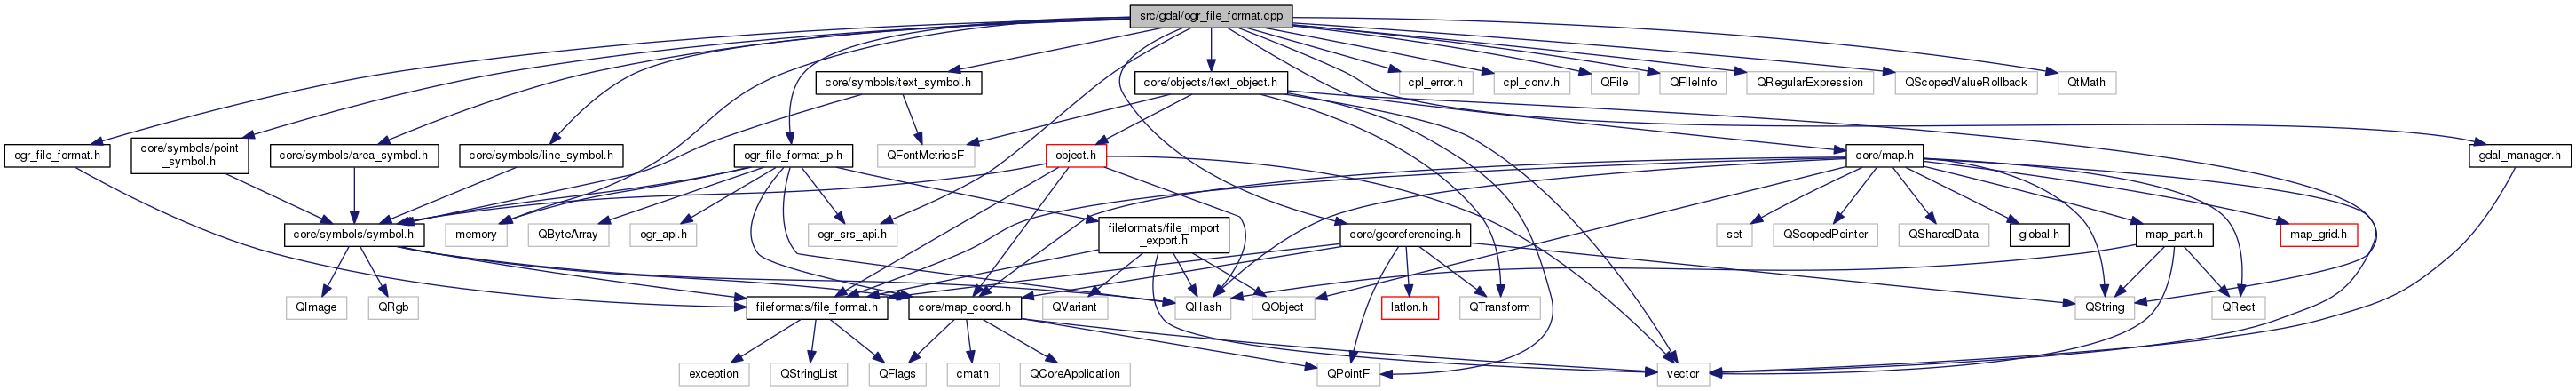 src/gdal/ogr_file_format.cpp
core/symbols/text_symbol.h
core/objects/text_object.h
cpl_error.h
cpl_conv.h
QFile
QFileInfo
QRegularExpression
QScopedValueRollback
QtMath
ogr_file_format.h
core/symbols/point
_symbol.h
core/symbols/area_symbol.h
core/symbols/line_symbol.h
ogr_file_format_p.h
QFontMetricsF
object.h
core/map.h
gdal_manager.h
core/symbols/symbol.h
memory
QByteArray
ogr_api.h
ogr_srs_api.h
fileformats/file_import
_export.h
core/georeferencing.h
set
QScopedPointer
QSharedData
global.h
map_part.h
map_grid.h
QImage
QRgb
fileformats/file_format.h
core/map_coord.h
QVariant
QHash
QObject
latlon.h
QTransform
QString
QRect
exception
QStringList
QFlags
cmath
QCoreApplication
QPointF
vector